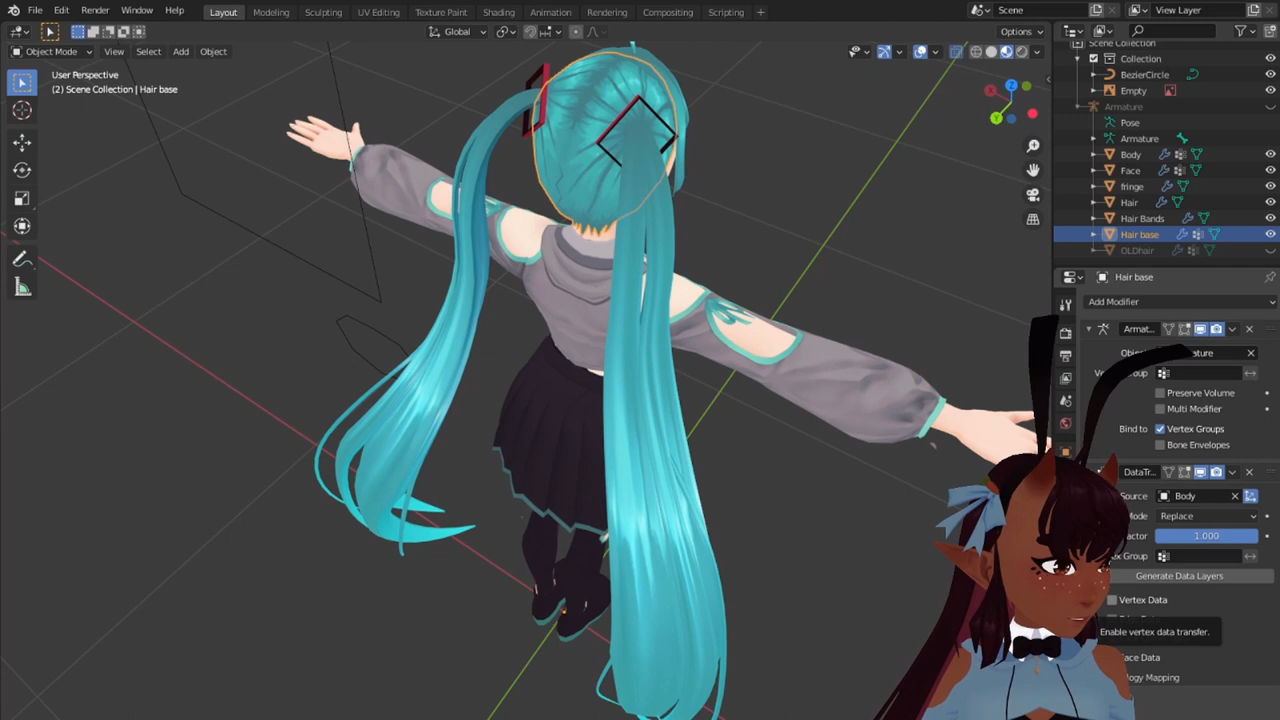 File Edit Render Window Help Layout Modeling Sculpting UV Editing Texture Paint Shading Animation Rendering Compositing Scripting + Scene View Layer
Global Options
Object Mode View Select Add Object
User Perspective
(2) Scene Collection | Hair base
X
Y
Z
Scene Collection
Collection
BezierCircle
Empty
Armature
Pose
Armature
Body
Face
fringe
Hair
Hair Bands
Hair base
OLDhair
Hair base
Add Modifier
Armat...
Preserve Volume
Multi Modifier
Bind to Vertex Groups
Bone Envelopes
DataTr...
Source Body
Mode Replace
1.000
Generate Data Layers
Vertex Data
Enable vertex data transfer.